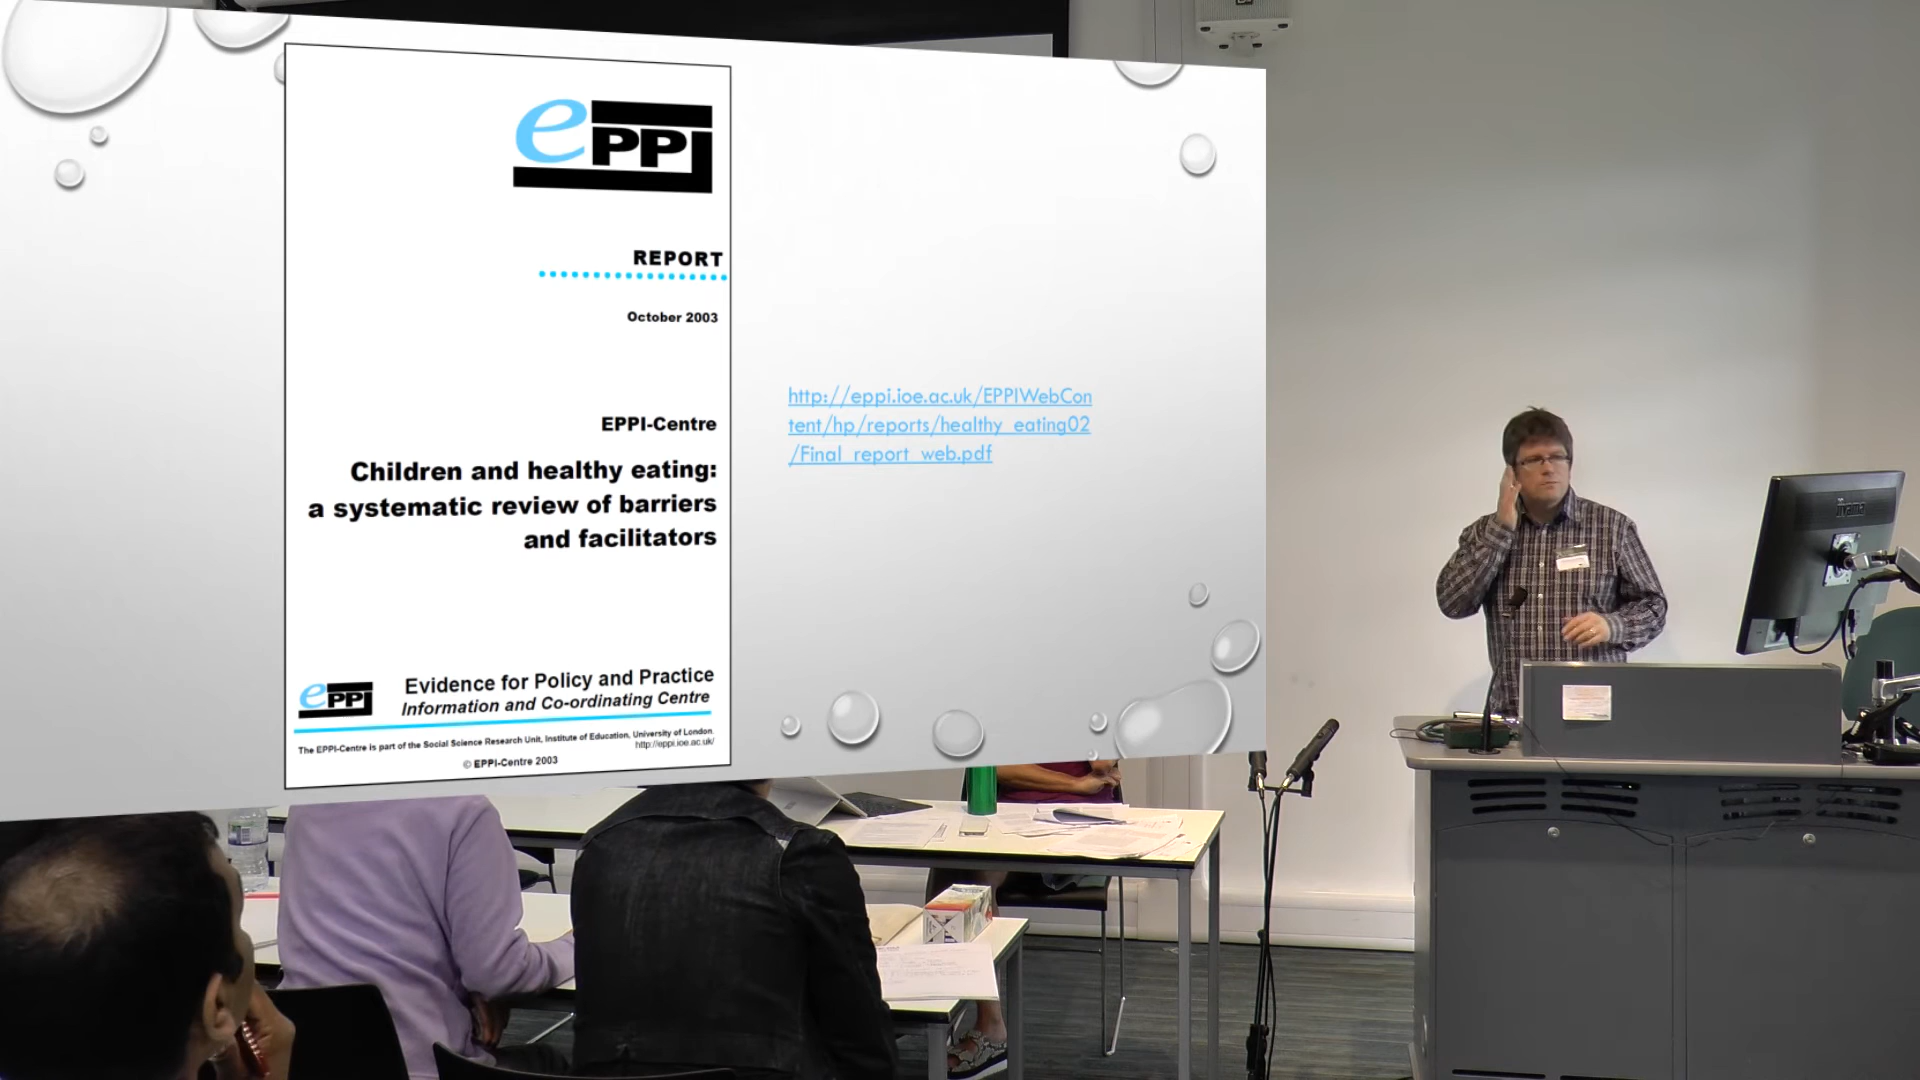 ePPI
REPORT
October 2003
EPPI-Centre
Children and healthy eating:
a systematic review of barriers
and facilitators
ePPI
Evidence for Policy and Practice
Information and Co-ordinating Centre
The EPPI-Centre is part of the Social Science Research Unit, Institute of Education, University of London.
http://eppi.ioe.ac.uk/
© EPPI-Centre 2003
http://eppi.ioe.ac.uk/EPPIWebCon
tent/hp/reports/healthy_eating02
/Final_report_web.pdf
iiyama